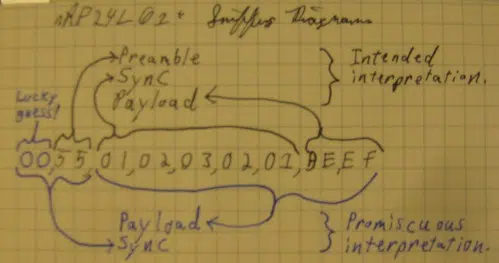 nRF24L01+ Sniffer Diagram
Preamble
Sync
Payload
Intended
interpretation.
Lucky
guess!
00,55,01,02,03,02,01,BE,EF
Payload
Sync
Promiscuous
interpretation.